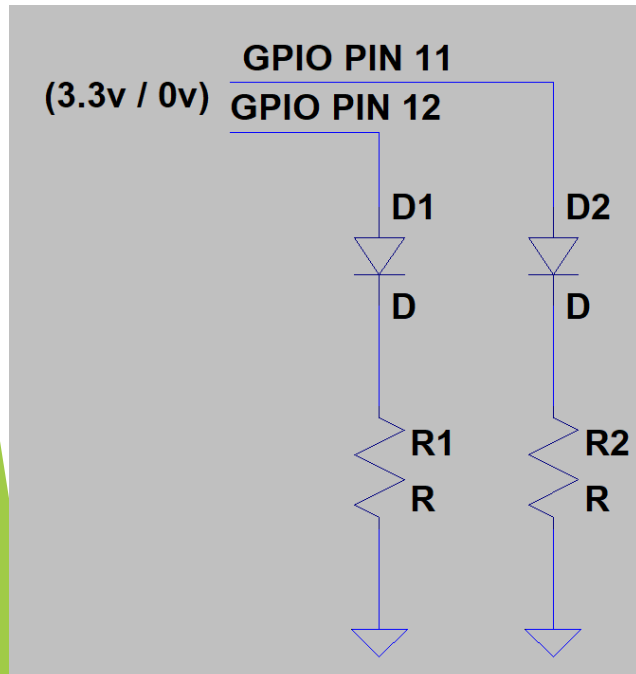 GPIO PIN 11
(3.3v / 0v)
GPIO PIN 12
D1
D2
D
D
R1
R2
R
R